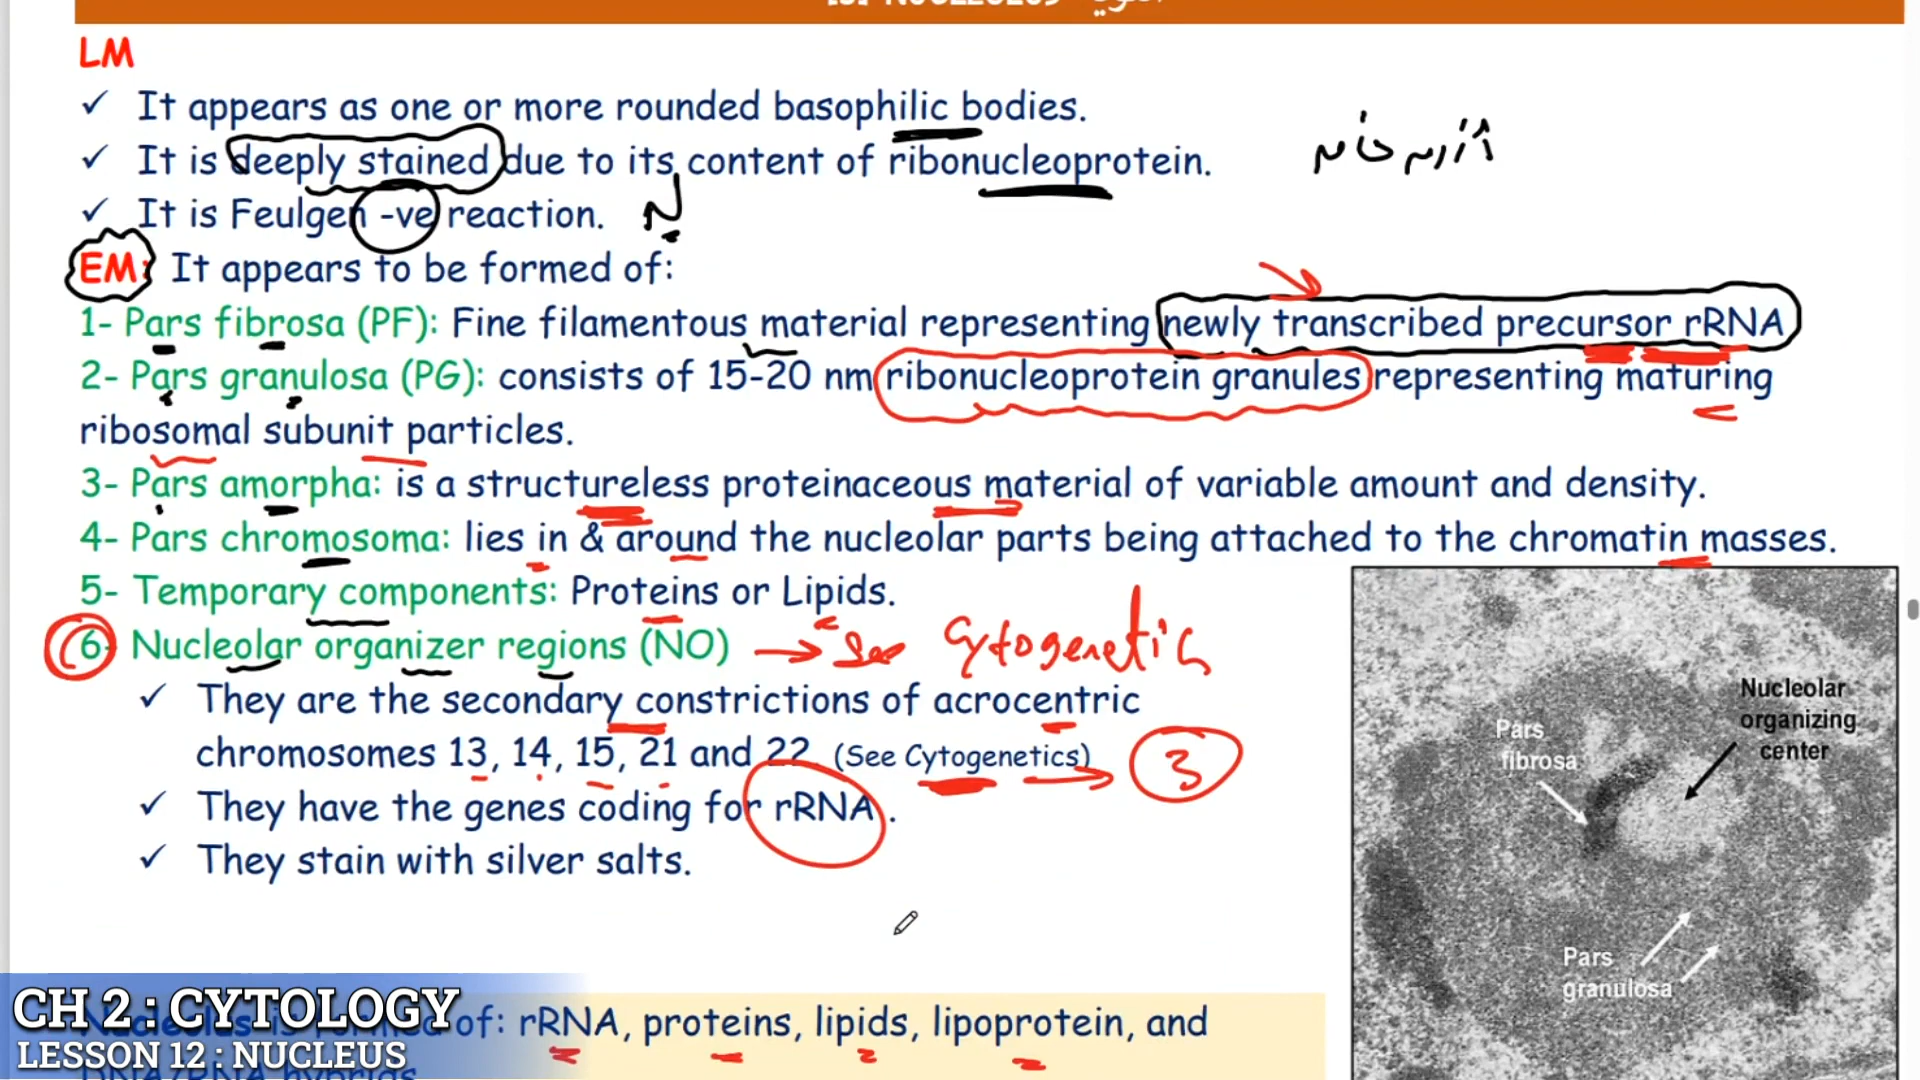 LM
✓ It appears as one or more rounded basophilic bodies.
✓ It is deeply stained due to its content of ribonucleoprotein.
✓ It is Feulgen -ve reaction. N
EM: It appears to be formed of:
1- Pars fibrosa (PF): Fine filamentous material representing newly transcribed precursor rRNA
2- Pars granulosa (PG): consists of 15-20 nm ribonucleoprotein granules representing maturing
ribosomal subunit particles.
3- Pars amorpha: is a structureless proteinaceous material of variable amount and density.
4- Pars chromosoma: lies in & around the nucleolar parts being attached to the chromatin masses.
5- Temporary components: Proteins or Lipids.
6- Nucleolar organizer regions (NO) → See Cytogenetic
✓ They are the secondary constrictions of acrocentric
chromosomes 13, 14, 15, 21 and 22. (See Cytogenetics) → 3
✓ They have the genes coding for rRNA.
✓ They stain with silver salts.
Nucleolar
organizing
center
Pars
fibrosa
Pars
granulosa
of: rRNA, proteins, lipids, lipoprotein, and
CH 2 : CYTOLOGY
LESSON 12 : NUCLEUS